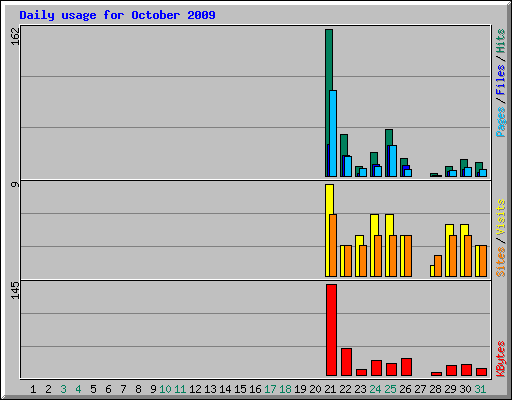 Daily usage for October 2009
162
Pages / Files / Hits
9
Sites / Visits
145
KBytes
1 2 3 4 5 6 7 8 9 10 11 12 13 14 15 16 17 18 19 20 21 22 23 24 25 26 27 28 29 30 31